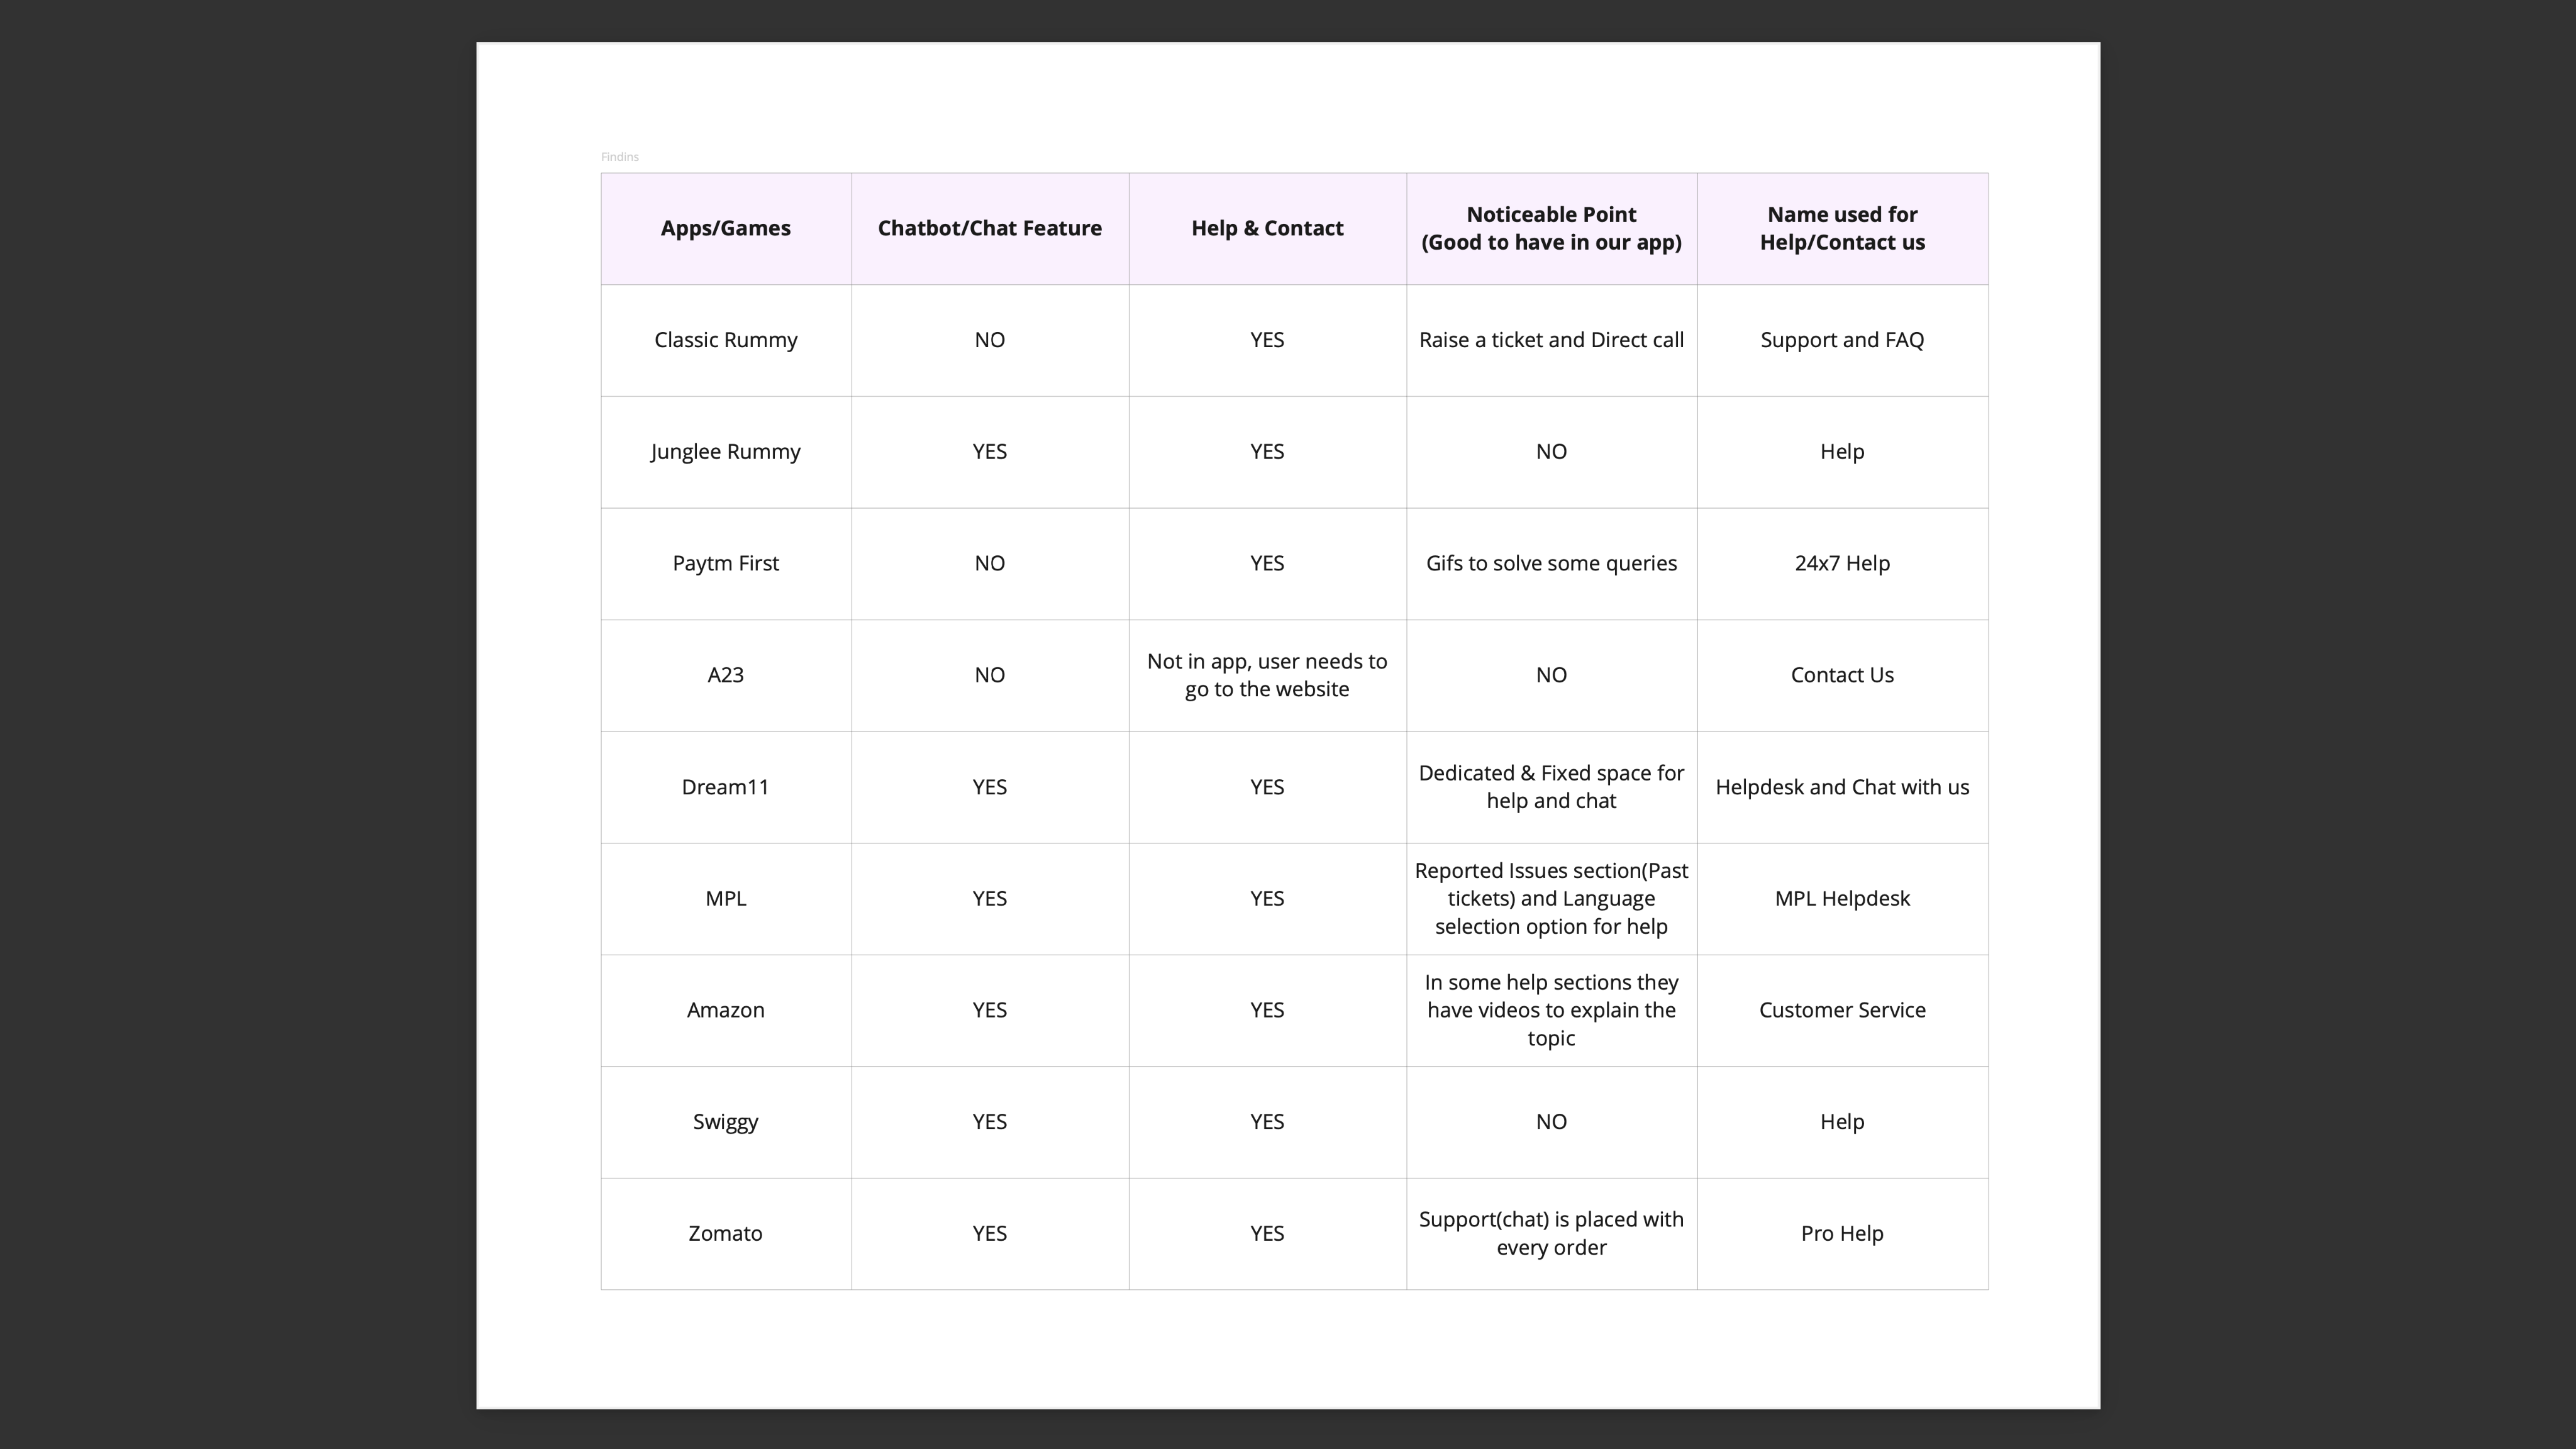 Findins
Apps/Games
Chatbot/Chat Feature
Help & Contact
Noticeable Point
(Good to have in our app)
Name used for
Help/Contact us
Classic Rummy
NO
YES
Raise a ticket and Direct call
Support and FAQ
Junglee Rummy
YES
YES
NO
Help
Paytm First
NO
YES
Gifs to solve some queries
24x7 Help
A23
NO
Not in app, user needs to
go to the website
NO
Contact Us
Dream11
YES
YES
Dedicated & Fixed space for
help and chat
Helpdesk and Chat with us
MPL
YES
YES
Reported Issues section(Past
tickets) and Language
selection option for help
MPL Helpdesk
Amazon
YES
YES
In some help sections they
have videos to explain the
topic
Customer Service
Swiggy
YES
YES
NO
Help
Zomato
YES
YES
Support(chat) is placed with
every order
Pro Help